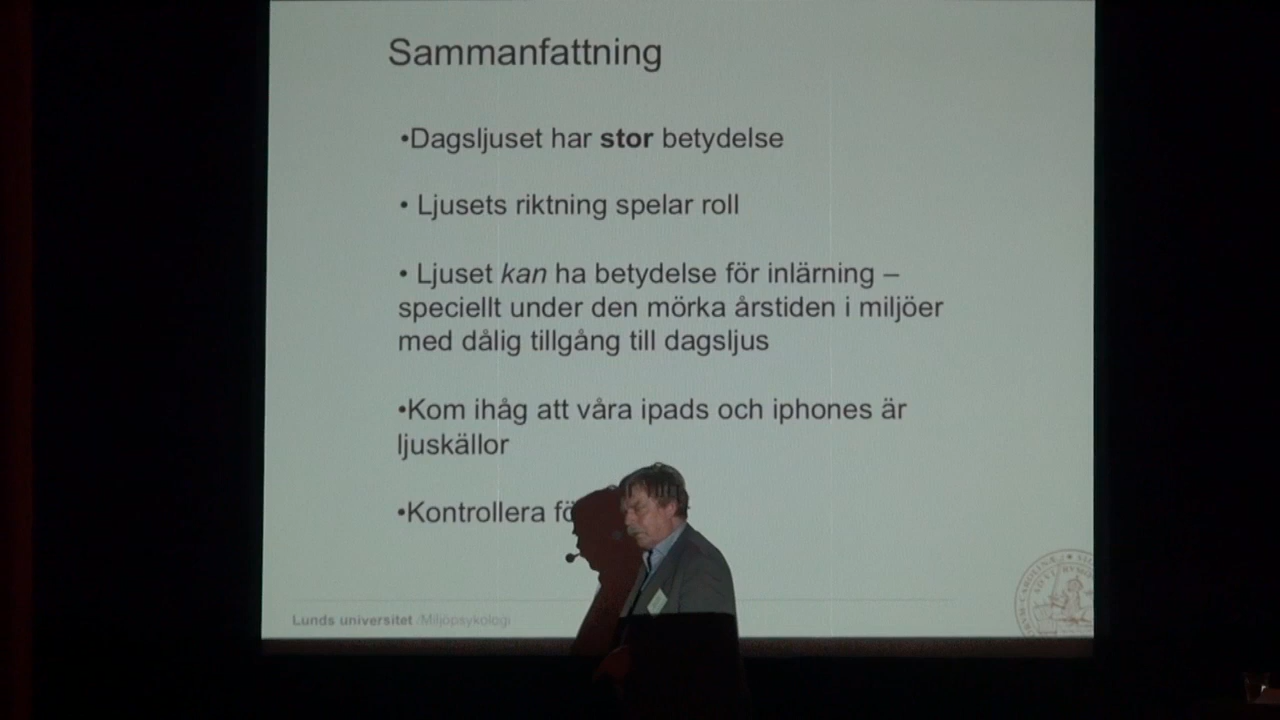 Sammanfattning
•Dagsljuset har stor betydelse
• Ljusets riktning spelar roll
• Ljuset kan ha betydelse för inlärning –
speciellt under den mörka årstiden i miljöer
med dålig tillgång till dagsljus
•Kom ihåg att våra ipads och iphones är
ljuskällor
•Kontrollera
Lunds universitet /Miljöpsykologi